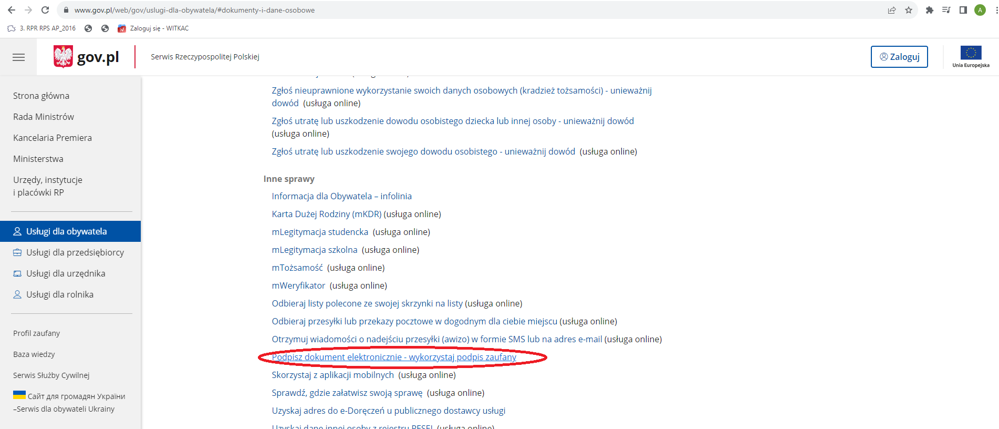 www.gov.pl/web/gov/uslugi-dla-obywatela/#dokumenty-i-dane-osobowe
A
3. RPR RPS AP_2016
Zaloguj się - WITKAC
gov.pl
Serwis Rzeczypospolitej Polskiej
Zaloguj
Unia Europejska
Strona główna
Rada Ministrów
Kancelaria Premiera
Ministerstwa
Urzędy, instytucje
i placówki RP
Usługi dla obywatela
Usługi dla przedsiębiorcy
Usługi dla urzędnika
Usługi dla rolnika
Profil zaufany
Baza wiedzy
Serwis Służby Cywilnej
Сайт для громадян України
–Serwis dla obywateli Ukrainy
Zgłoś nieuprawnione wykorzystanie swoich danych osobowych (kradzież tożsamości) - unieważnij
dowód (usługa online)
Zgłoś utratę lub uszkodzenie dowodu osobistego dziecka lub innej osoby - unieważnij dowód
(usługa online)
Zgłoś utratę lub uszkodzenie swojego dowodu osobistego - unieważnij dowód (usługa online)
Inne sprawy
Informacja dla Obywatela – infolinia
Karta Dużej Rodziny (mKDR) (usługa online)
mLegitymacja studencka (usługa online)
mLegitymacja szkolna (usługa online)
mTożsamość (usługa online)
mWeryfikator (usługa online)
Odbieraj listy polecone ze swojej skrzynki na listy (usługa online)
Odbieraj przesyłki lub przekazy pocztowe w dogodnym dla ciebie miejscu (usługa online)
Otrzymuj wiadomości o nadejściu przesyłki (awizo) w formie SMS lub na adres e-mail (usługa online)
Podpisz dokument elektronicznie - wykorzystaj podpis zaufany
Skorzystaj z aplikacji mobilnych (usługa online)
Sprawdź, gdzie załatwisz swoją sprawę (usługa online)
Uzyskaj adres do e-Doręczeń u publicznego dostawcy usługi
Uzyskaj dane innej osoby z rejestru PESEL (usługa online)